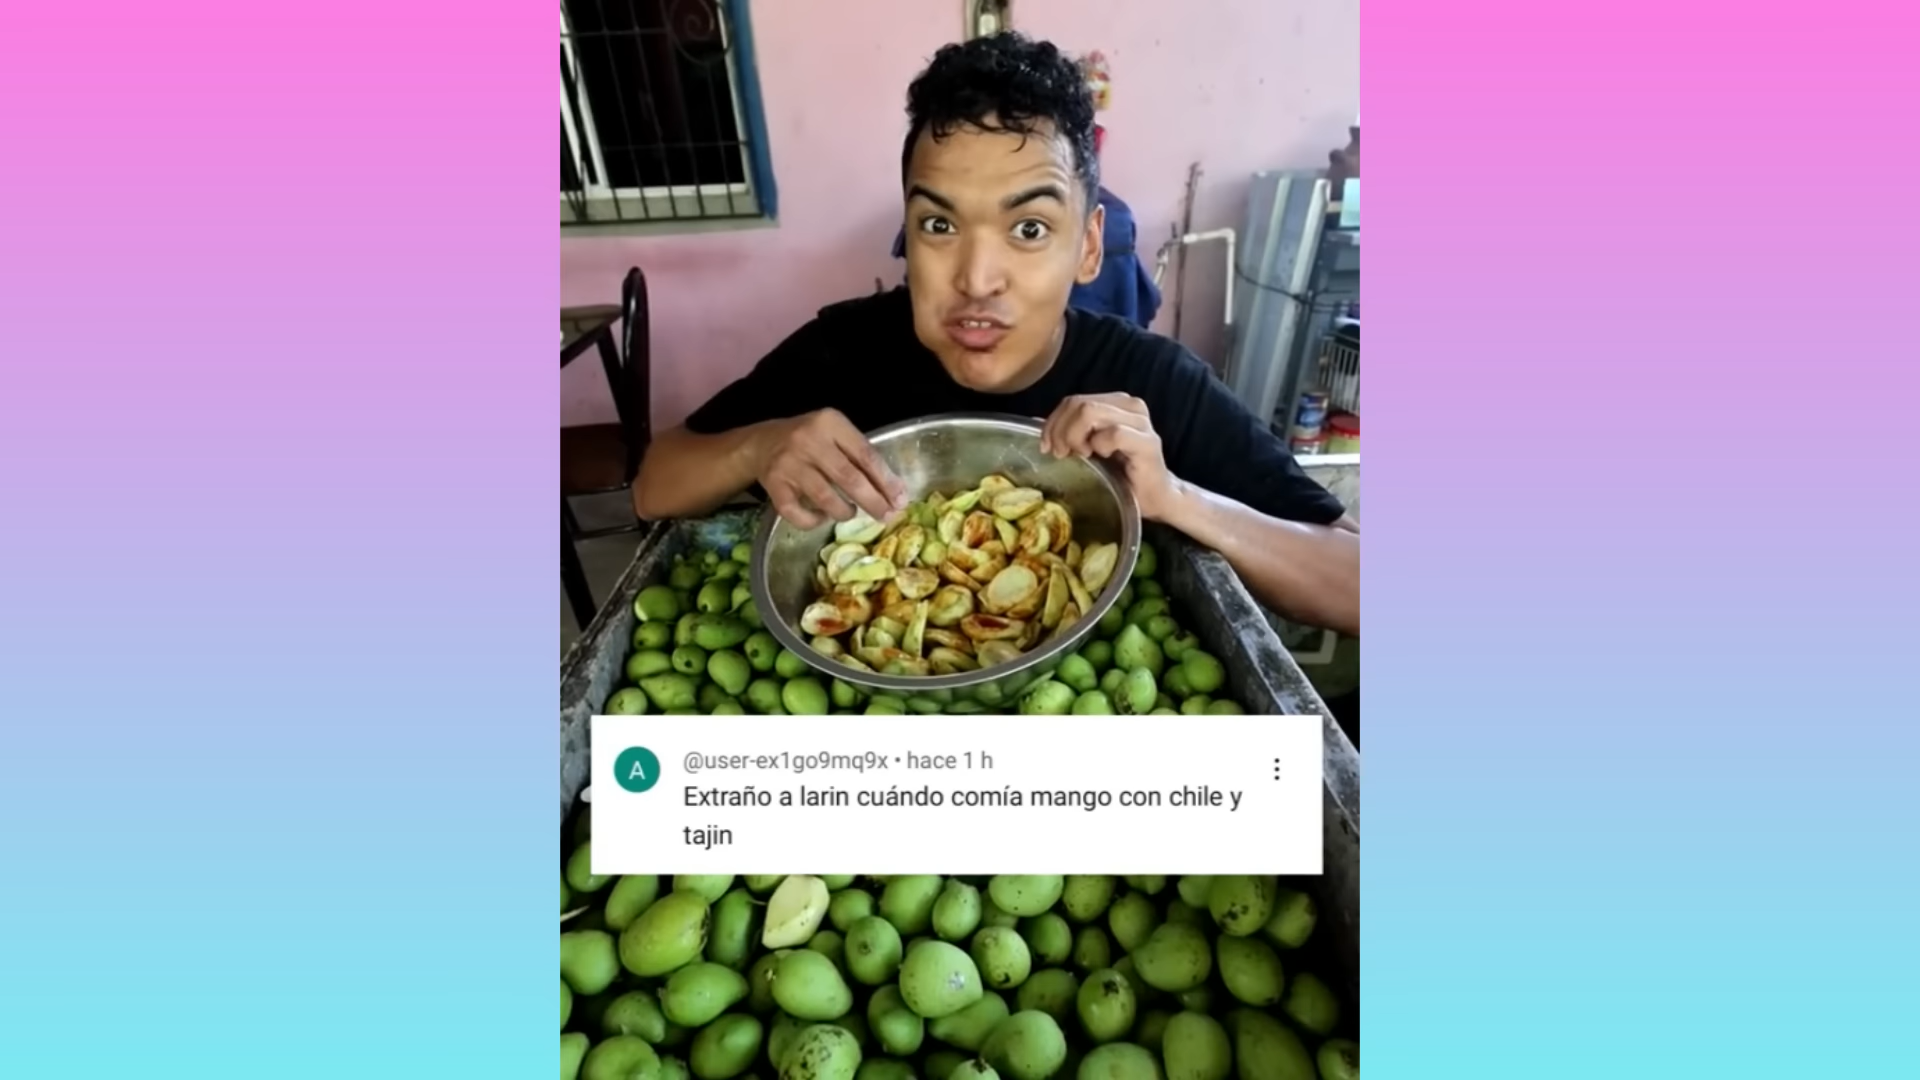 A
@user-ex1go9mq9x • hace 1 h
Extraño a larin cuándo comía mango con chile y
tajin